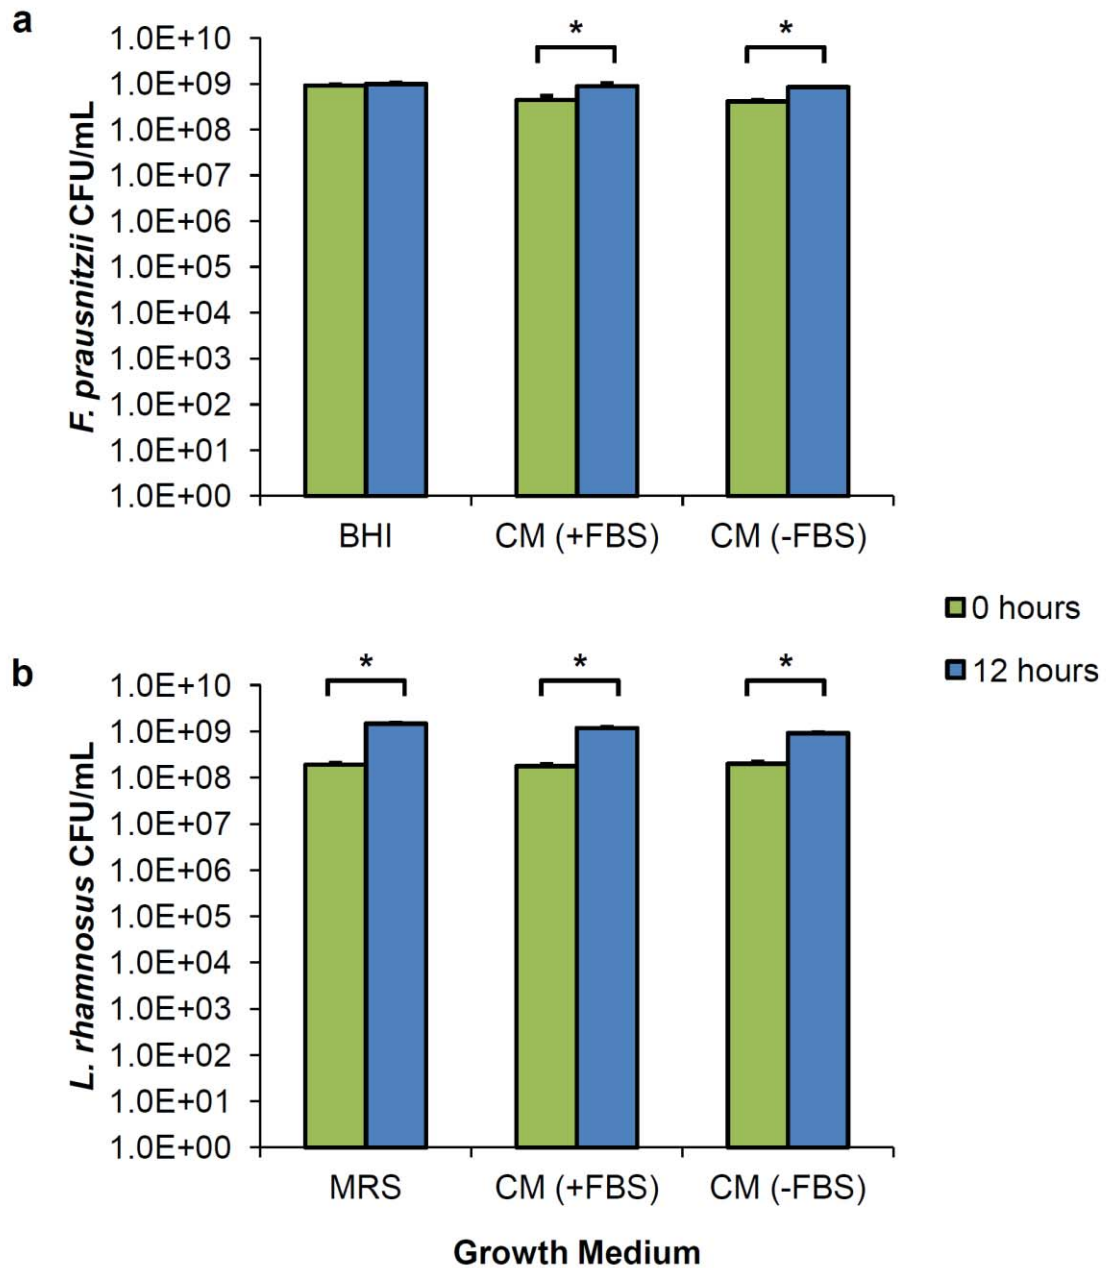 a
F. prausnitzii CFU/mL
1.0E+10
1.0E+09
1.0E+08
1.0E+07
1.0E+06
1.0E+05
1.0E+04
1.0E+03
1.0E+02
1.0E+01
1.0E+00
*
*
BHI
CM (+FBS)
CM (-FBS)
0 hours
12 hours
b
L. rhamnosus CFU/mL
1.0E+10
1.0E+09
1.0E+08
1.0E+07
1.0E+06
1.0E+05
1.0E+04
1.0E+03
1.0E+02
1.0E+01
1.0E+00
*
*
*
MRS
CM (+FBS)
CM (-FBS)
Growth Medium